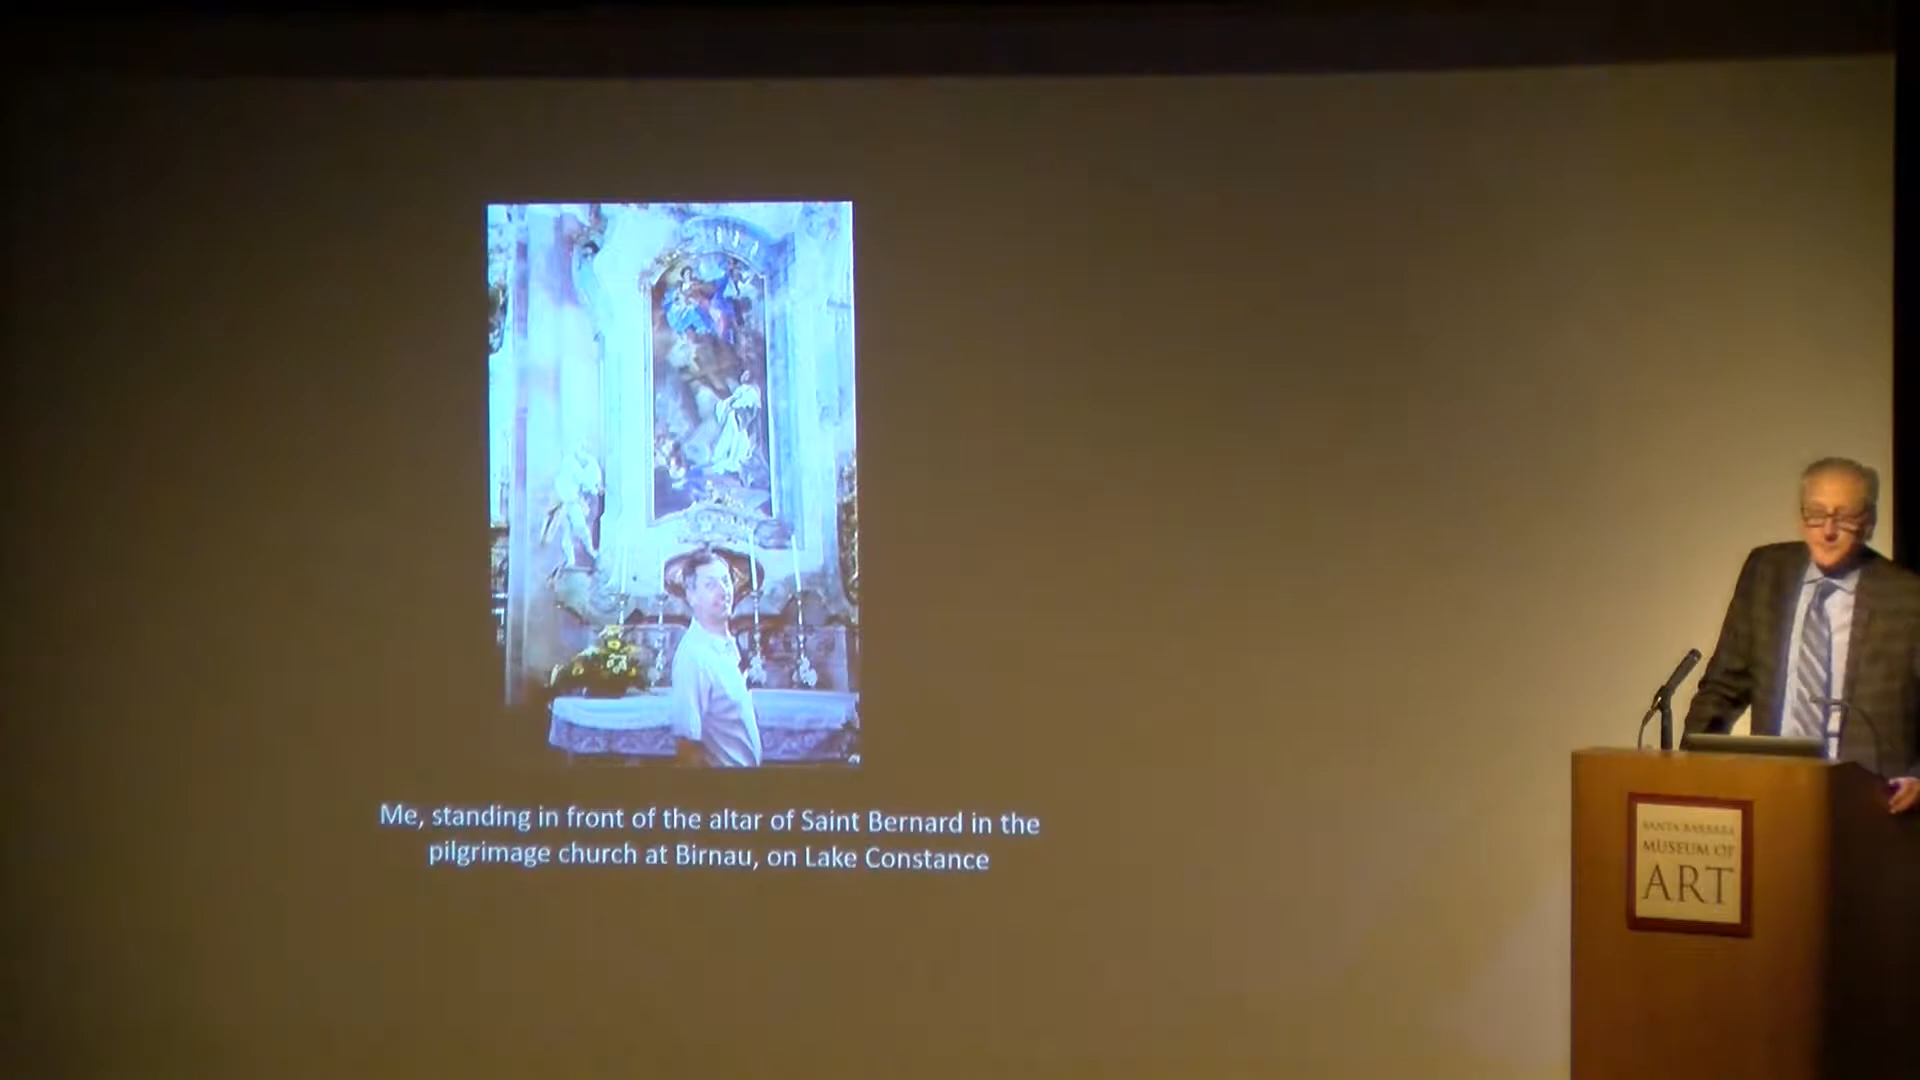 Me, standing in front of the altar of Saint Bernard in the
pilgrimage church at Birnau, on Lake Constance
SANTA BARBARA
MUSEUM OF
ART